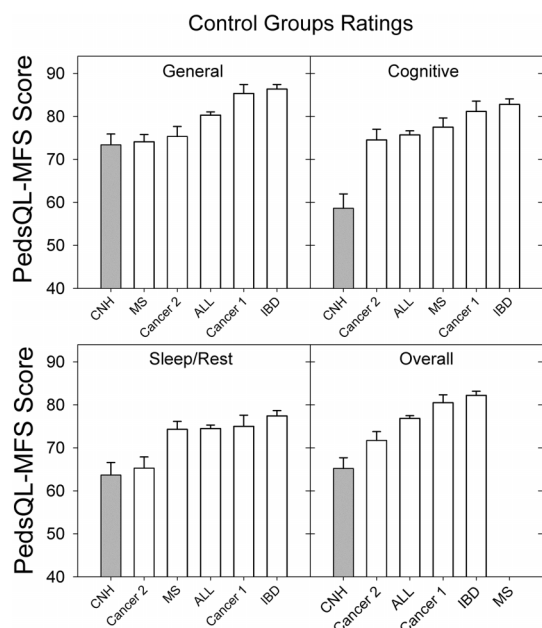 Control Groups Ratings
PedsQL-MFS Score
90
80
70
60
50
40
General
CNH
MS
Cancer 2
ALL
Cancer 1
IBD
Cognitive
CNH
Cancer 2
ALL
MS
Cancer 1
IBD
PedsQL-MFS Score
90
80
70
60
50
40
Sleep/Rest
CNH
Cancer 2
MS
ALL
Cancer 1
IBD
Overall
CNH
Cancer 2
ALL
Cancer 1
IBD
MS